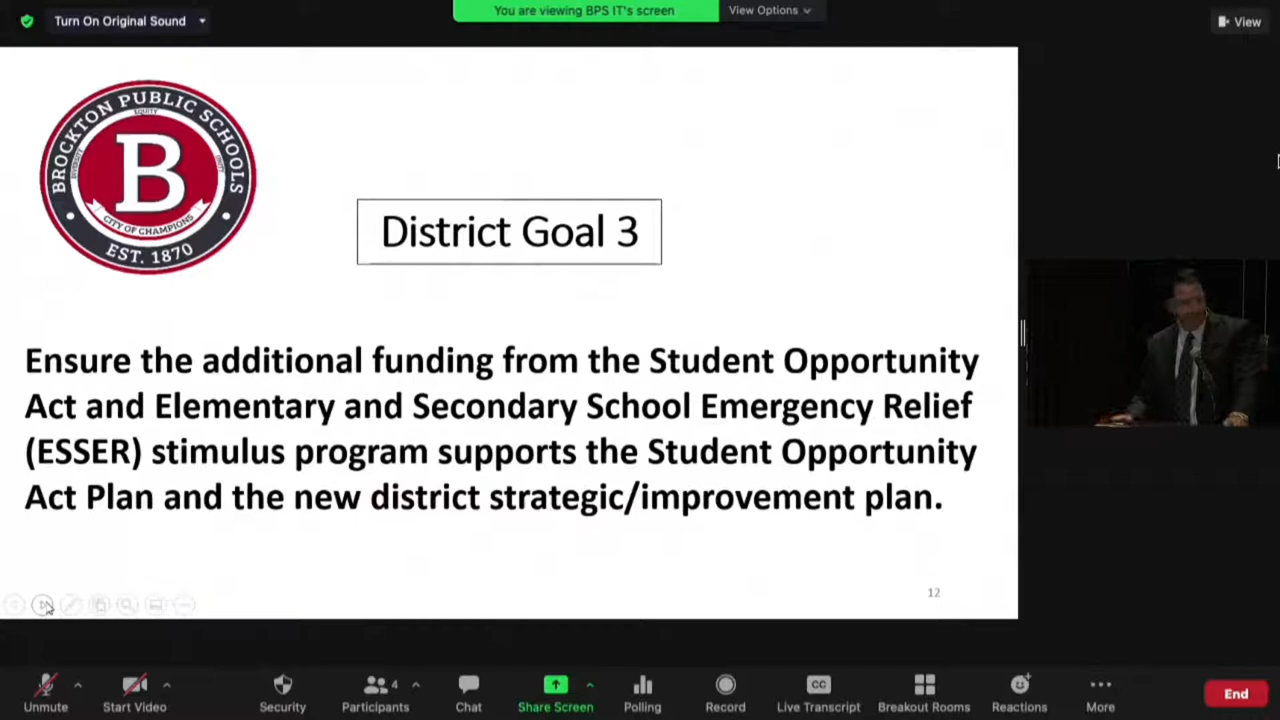 Turn On Original Sound
You are viewing BPS IT's screen
View Options
View
BROCKTON PUBLIC SCHOOLS
EQUITY
B
CITY OF CHAMPIONS
EST. 1870
District Goal 3
Ensure the additional funding from the Student Opportunity
Act and Elementary and Secondary School Emergency Relief
(ESSER) stimulus program supports the Student Opportunity
Act Plan and the new district strategic/improvement plan.
12
Unmute
Start Video
Security
Participants
4
Chat
Share Screen
Polling
Record
CC
Live Transcript
Breakout Rooms
Reactions
More
End